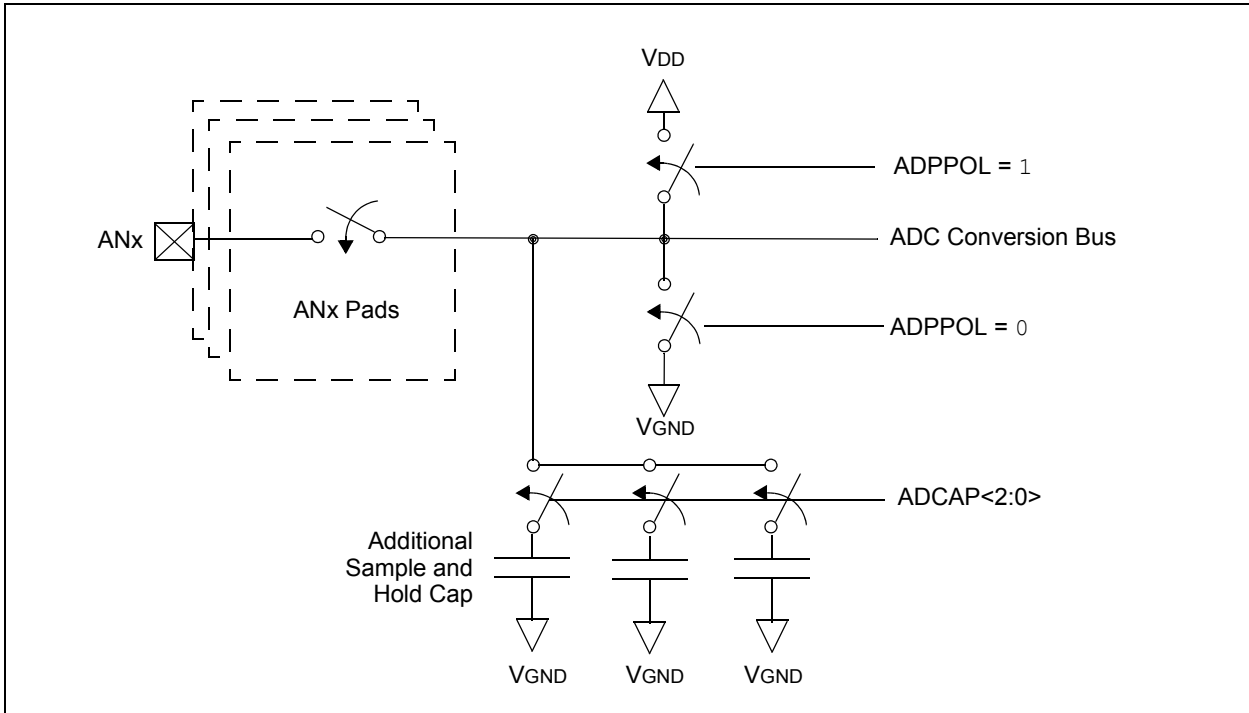 VDD
ADPPOL = 1
ANx
ADC Conversion Bus
ANx Pads
ADPPOL = 0
VGND
ADCAP<2:0>
Additional
Sample and
Hold Cap
VGND
VGND
VGND